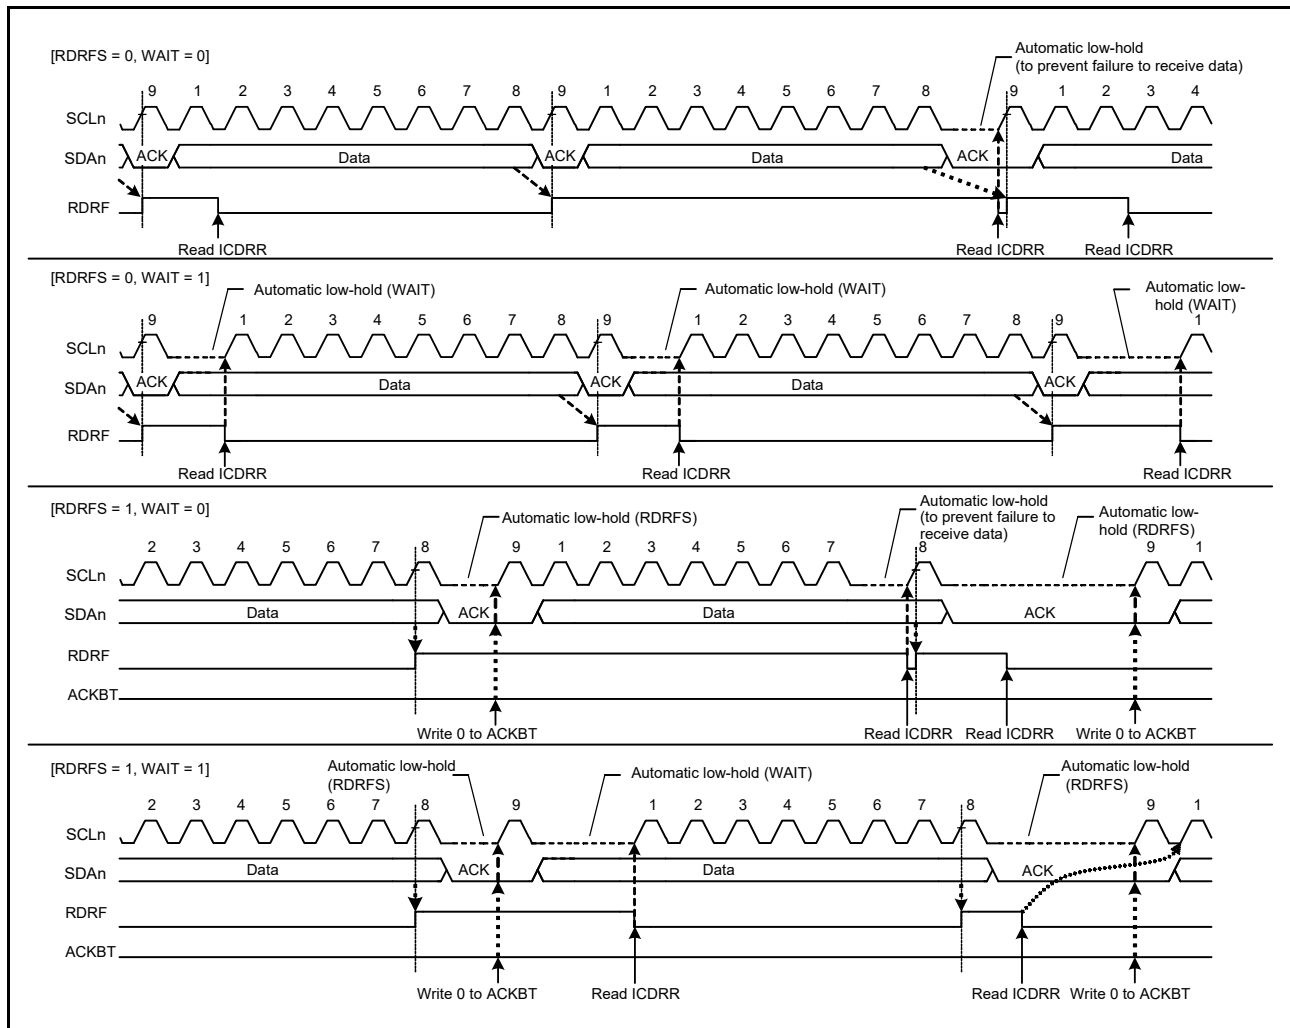 [RDRFS = 0, WAIT = 0]
Automatic low-hold
(to prevent failure to receive data)
9 1 2 3 4 5 6 7 8 9 1 2 3 4 5 6 7 8 9 1 2 3 4
SCLn
SDAn ACK Data ACK Data ACK Data
RDRF
Read ICDRR Read ICDRR Read ICDRR
[RDRFS = 0, WAIT = 1]
Automatic low-hold (WAIT) Automatic low-hold (WAIT) Automatic low-
hold (WAIT)
9 1 2 3 4 5 6 7 8 9 1 2 3 4 5 6 7 8 9 1
SCLn
SDAn ACK Data ACK Data ACK
RDRF
Read ICDRR Read ICDRR Read ICDRR
[RDRFS = 1, WAIT = 0]
Automatic low-hold (RDRFS)
Automatic low-hold
(to prevent failure to
receive data)
Automatic low-
hold (RDRFS)
2 3 4 5 6 7 8 9 1 2 3 4 5 6 7 8 9 1
SCLn
SDAn Data ACK Data ACK
RDRF
ACKBT
Write 0 to ACKBT Read ICDRR Read ICDRR Write 0 to ACKBT
[RDRFS = 1, WAIT = 1]
Automatic low-hold
(RDRFS)
Automatic low-hold (WAIT)
Automatic low-hold
(RDRFS)
2 3 4 5 6 7 8 9 1 2 3 4 5 6 7 8 9 1
SCLn
SDAn Data ACK Data ACK
RDRF
ACKBT
Write 0 to ACKBT Read ICDRR Read ICDRR Write 0 to ACKBT